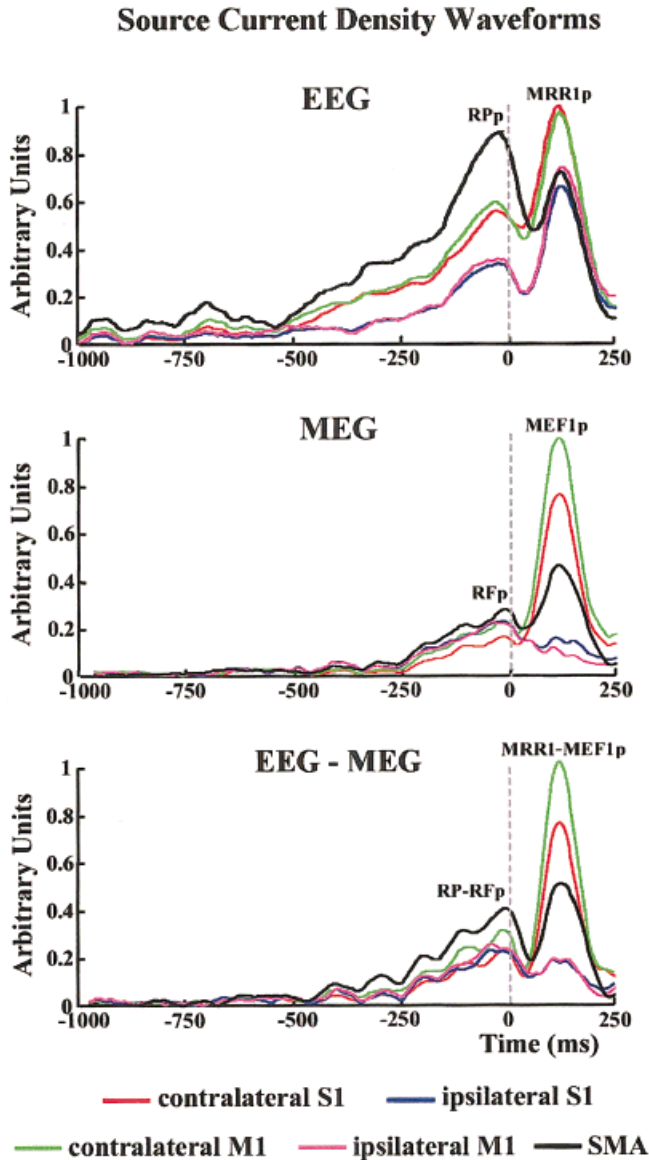 Source Current Density Waveforms
EEG
MRR1p
RPp
Arbitrary Units
1
0.8
0.6
0.4
0.2
0
-1000 -750 -500 -250 0 250
MEG
MEF1p
RFp
Arbitrary Units
1
0.8
0.6
0.4
0.2
0
-1000 -750 -500 -250 0 250
EEG - MEG
MRR1-MEF1p
RP-RFp
Arbitrary Units
1
0.8
0.6
0.4
0.2
0
-1000 -750 -500 -250 0 250
Time (ms)
contralateral S1 ipsilateral S1
contralateral M1 ipsilateral M1 SMA